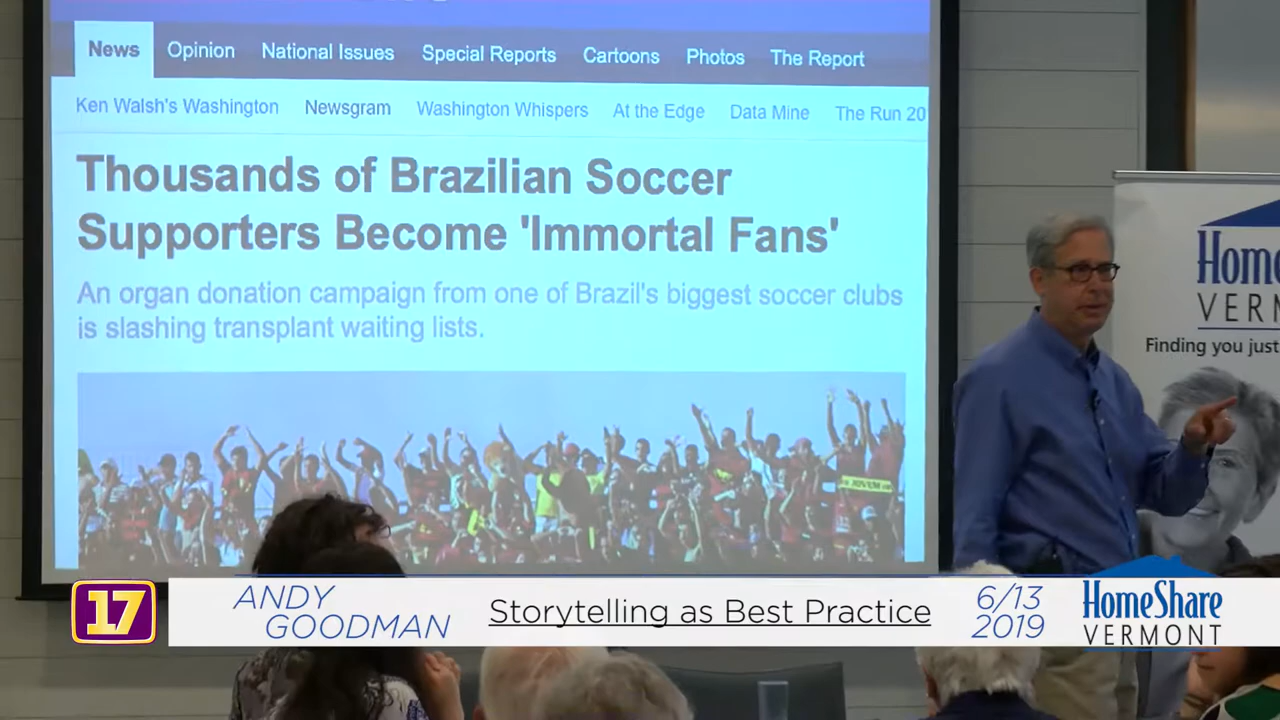 News Opinion National Issues Special Reports Cartoons Photos The Report
Ken Walsh's Washington Newsgram Washington Whispers At the Edge Data Mine The Run 20
Thousands of Brazilian Soccer
Supporters Become 'Immortal Fans'
An organ donation campaign from one of Brazil's biggest soccer clubs
is slashing transplant waiting lists.
Home
VERM
Finding you just
17
ANDY
GOODMAN
Storytelling as Best Practice
6/13
2019
HomeShare
VERMONT